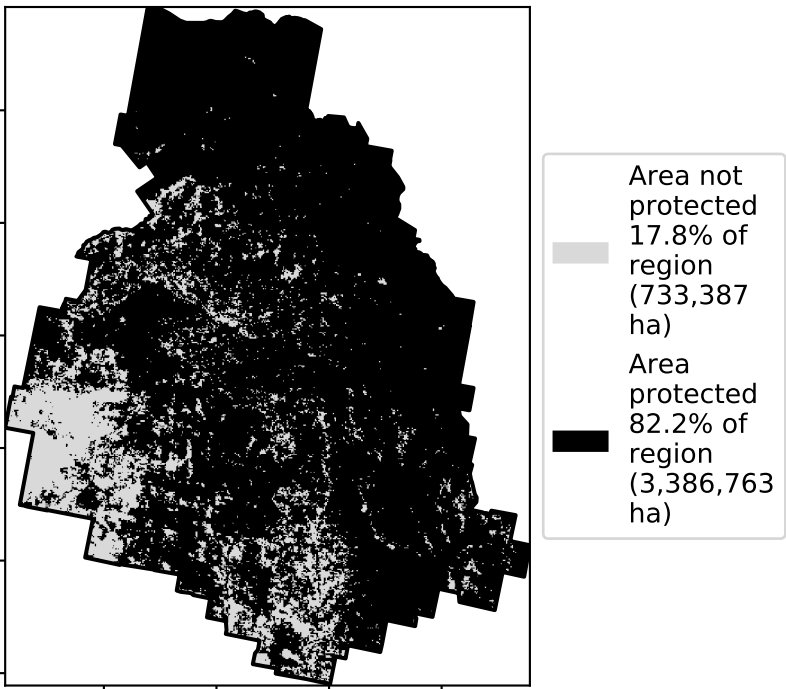 Area not
protected
17.8% of
region
(733,387
ha)
Area
protected
82.2% of
region
(3,386,763
ha)